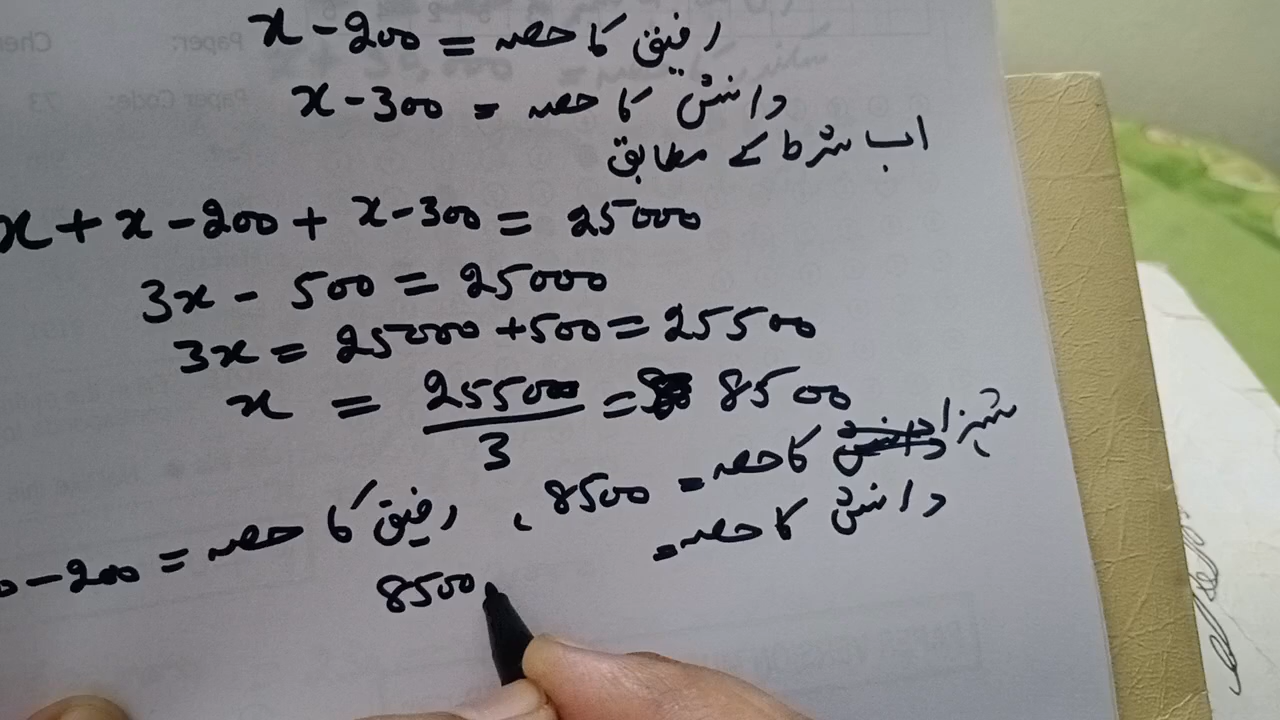 رفیق کا حصہ = x - 200
دانش کا حصہ = x - 300
اب شرط کے مطابق
x + x - 200 + x - 300 = 25000
3x - 500 = 25000
3x = 25000 + 500 = 25500
x = 25500/3 = 8500
شہزاد کا حصہ = 8500، رفیق کا حصہ = 0 - 200
دانش کا حصہ =
8500